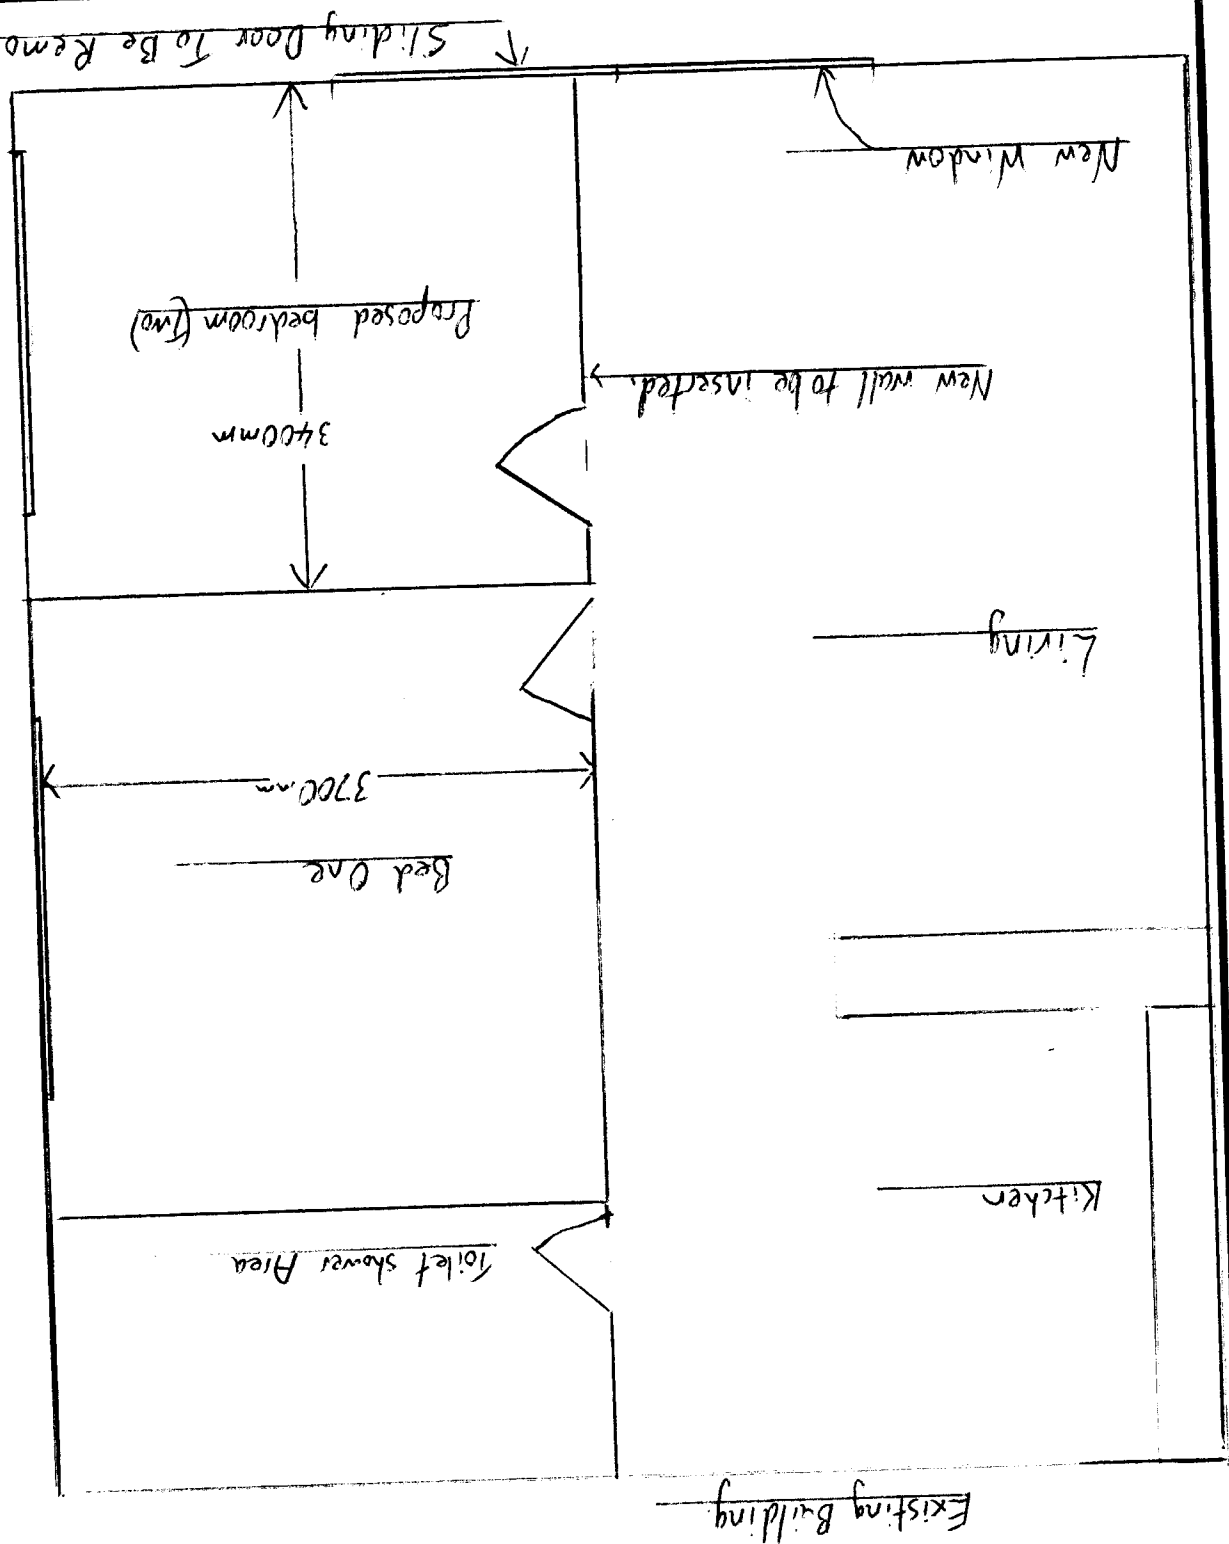 Existing Building
Kitchen
Toilet shower Area
Bed One
3700mm
Living
3400mm
New wall to be inserted.
Proposed bedroom (Two)
New Window
Sliding Door To Be Remo